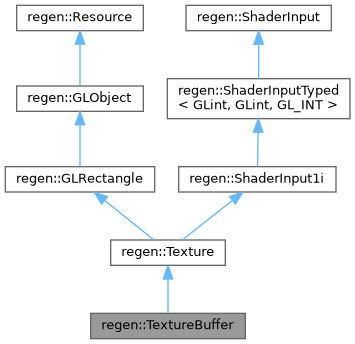 regen::Resource
regen::ShaderInput
regen::GLObject
regen::ShaderInputTyped
< GLint, GLint, GL_INT >
regen::GLRectangle
regen::ShaderInput1i
regen::Texture
regen::TextureBuffer